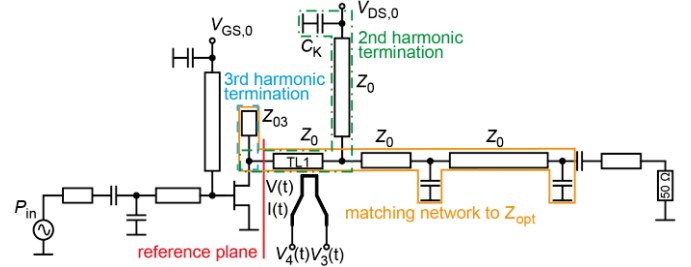 V_GS,0
V_DS,0
C_K
2nd harmonic
termination
Z_0
3rd harmonic
termination
Z_03
Z_0
Z_0
Z_0
TL1
50 Ω
P_in
V(t)
I(t)
matching network to Z_opt
reference plane
V_4(t) V_3(t)